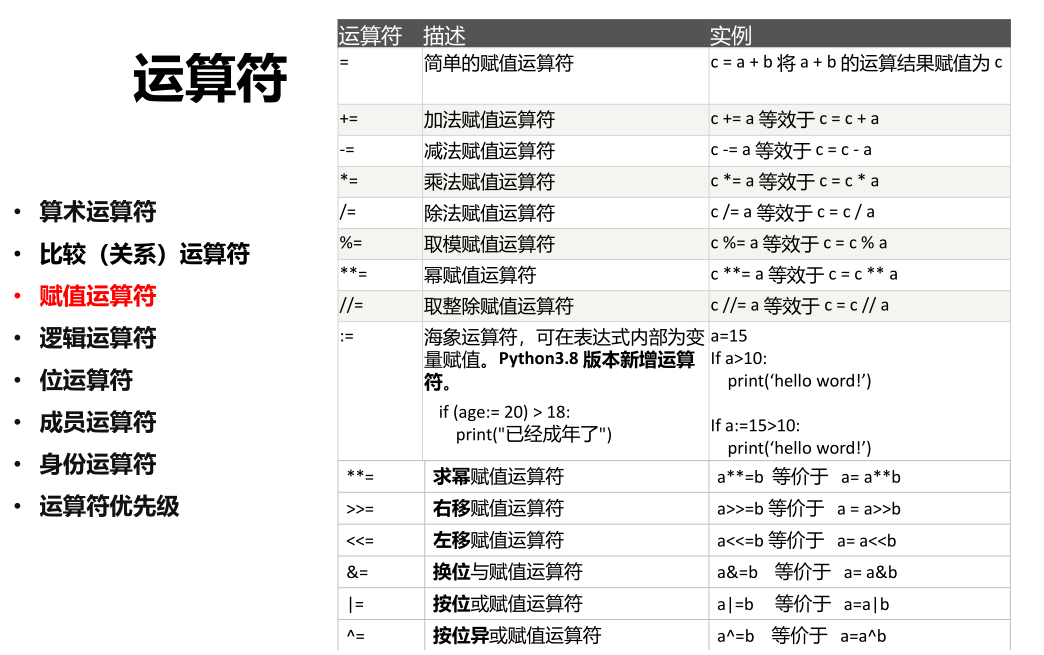 运算符
• 算术运算符
• 比较（关系）运算符
• 赋值运算符
• 逻辑运算符
• 位运算符
• 成员运算符
• 身份运算符
• 运算符优先级
运算符 描述 实例
= 简单的赋值运算符 c = a + b 将 a + b 的运算结果赋值为 c
+= 加法赋值运算符 c += a 等效于 c = c + a
-= 减法赋值运算符 c -= a 等效于 c = c - a
*= 乘法赋值运算符 c *= a 等效于 c = c * a
/= 除法赋值运算符 c /= a 等效于 c = c / a
%= 取模赋值运算符 c %= a 等效于 c = c % a
**= 幂赋值运算符 c **= a 等效于 c = c ** a
//= 取整除赋值运算符 c //= a 等效于 c = c // a
:= 海象运算符，可在表达式内部为变
量赋值。Python3.8 版本新增运算
符。
if (age:= 20) > 18:
print("已经成年了")
a=15
If a>10:
print(‘hello word!’)
If a:=15>10:
print(‘hello word!’)
**= 求幂赋值运算符 a**=b 等价于 a= a**b
>>= 右移赋值运算符 a>>=b 等价于 a = a>>b
<<= 左移赋值运算符 a<<=b 等价于 a= a<<b
&= 换位与赋值运算符 a&=b 等价于 a= a&b
|= 按位或赋值运算符 a|=b 等价于 a=a|b
^= 按位异或赋值运算符 a^=b 等价于 a=a^b